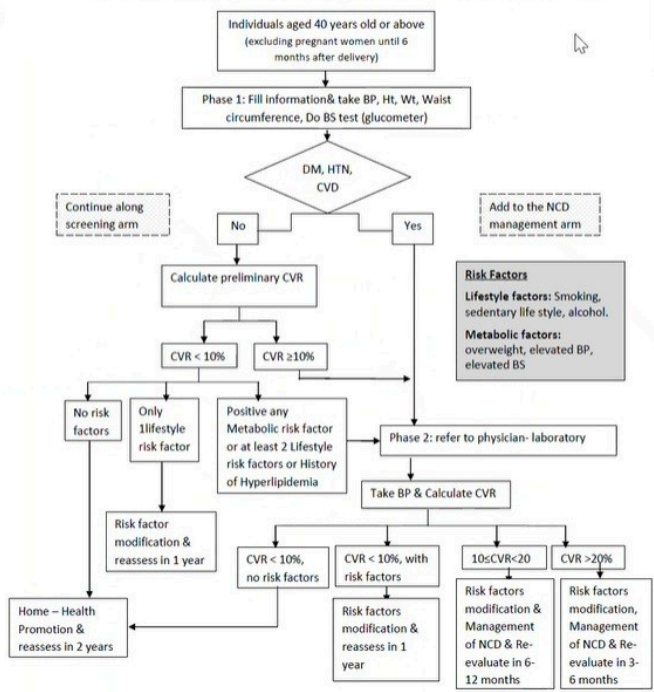 Individuals aged 40 years old or above
(excluding pregnant women until 6
months after delivery)
Phase 1: Fill information& take BP, Ht, Wt, Waist
circumference, Do BS test (glucometer)
DM, HTN,
CVD
Continue along
screening arm
Add to the NCD
management arm
No
Yes
Calculate preliminary CVR
Risk Factors
Lifestyle factors: Smoking,
sedentary life style, alcohol.
Metabolic factors:
overweight, elevated BP,
elevated BS
CVR < 10%
CVR ≥10%
No risk
factors
Only
1lifestyle
risk factor
Positive any
Metabolic risk factor
or at least 2 Lifestyle
risk factors or History
of Hyperlipidemia
Phase 2: refer to physician- laboratory
Take BP & Calculate CVR
Risk factor
modification &
reassess in 1 year
CVR < 10%,
no risk factors
CVR < 10%, with
risk factors
10≤CVR<20
CVR >20%
Home – Health
Promotion &
reassess in 2 years
Risk factors
modification &
reassess in 1
year
Risk factors
modification &
Management
of NCD & Re-
evaluate in 6-
12 months
Risk factors
modification,
Management
of NCD & Re-
evaluate in 3-
6 months